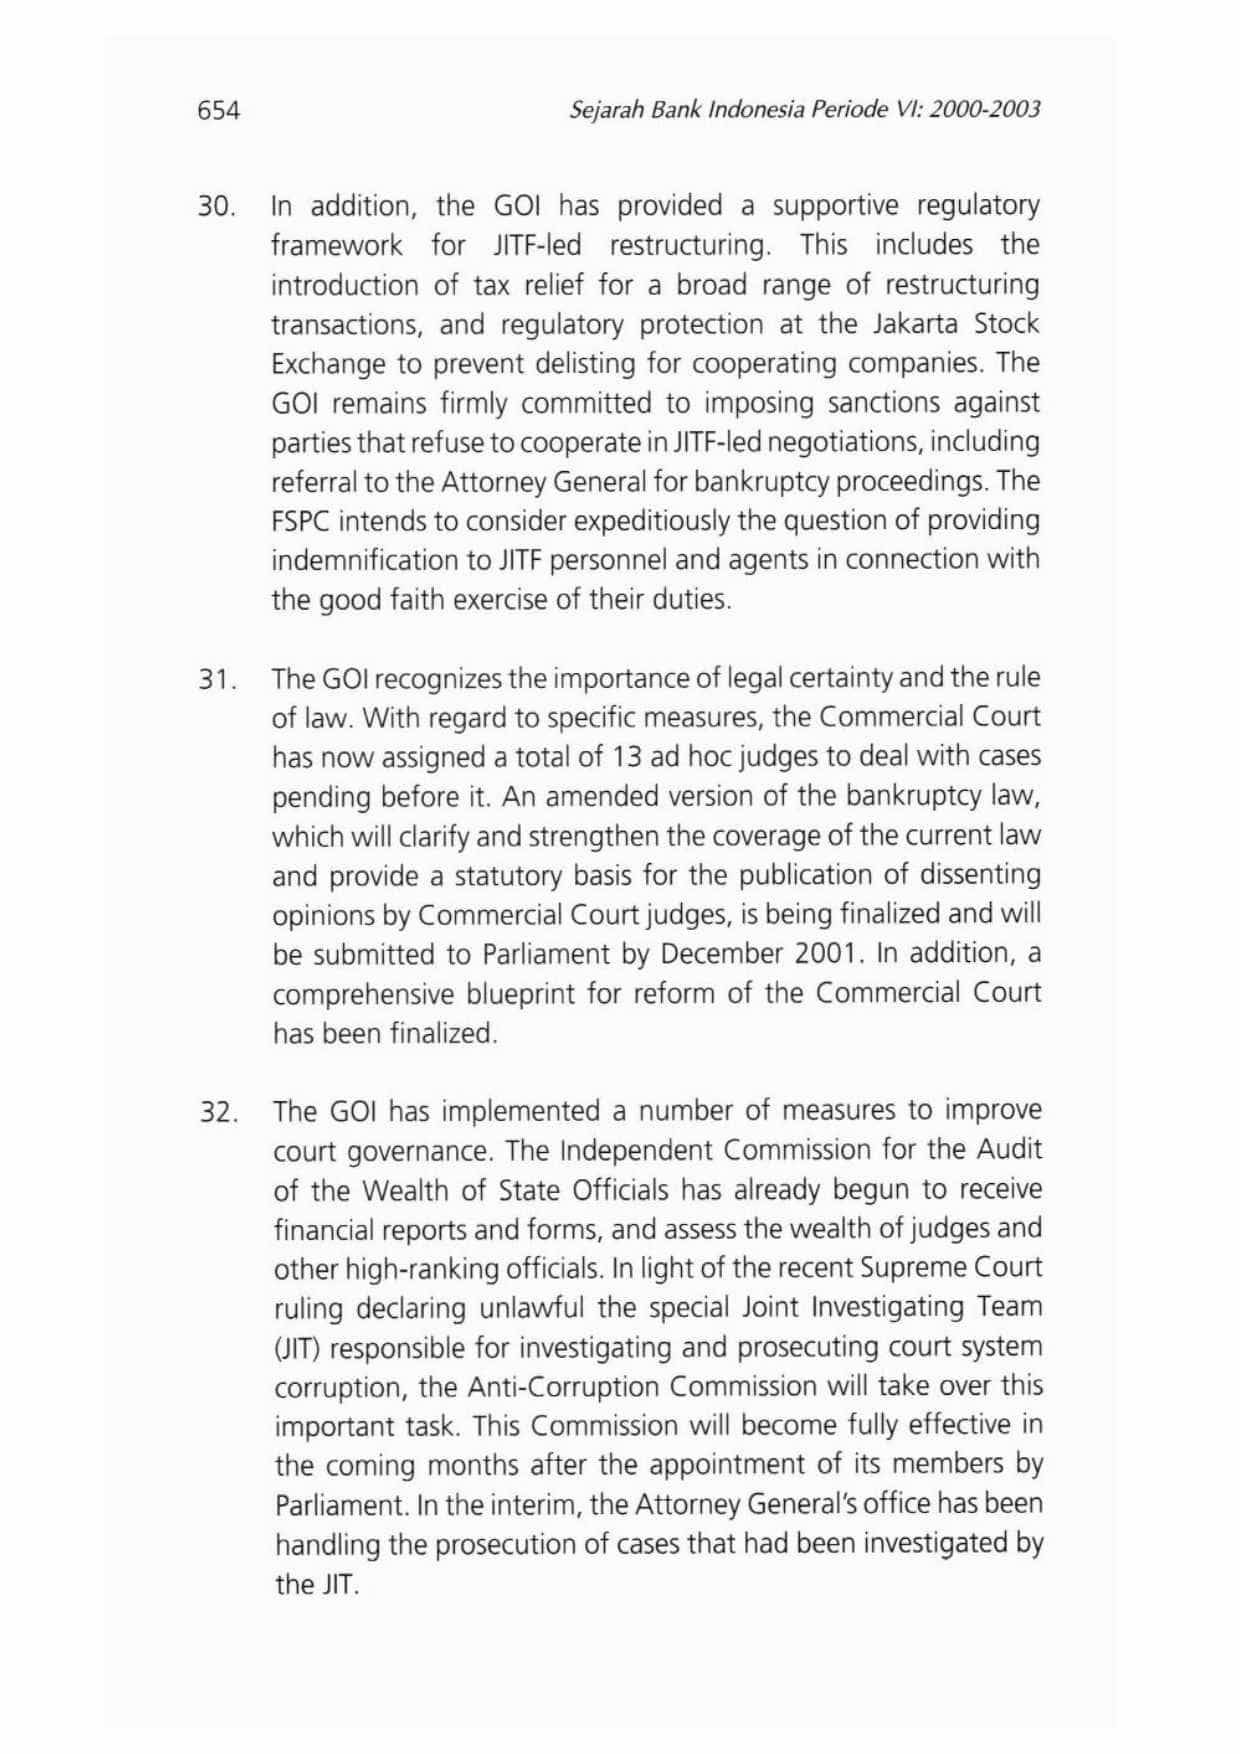 654
Sejarah Bank Indonesia Periode VI: 2000-2003
30. In addition, the GOI has provided a supportive regulatory
framework for JITF-led restructuring. This includes the
introduction of tax relief for a broad range of restructuring
transactions, and regulatory protection at the Jakarta Stock
Exchange to prevent delisting for cooperating companies. The
GOI remains firmly committed to imposing sanctions against
parties that refuse to cooperate in JITF-led negotiations, including
referral to the Attorney General for bankruptcy proceedings. The
FSPC intends to consider expeditiously the question of providing
indemnification to JITF personnel and agents in connection with
the good faith exercise of their duties.
31. The GOI recognizes the importance of legal certainty and the rule
of law. With regard to specific measures, the Commercial Court
has now assigned a total of 13 ad hoc judges to deal with cases
pending before it. An amended version of the bankruptcy law,
which will clarify and strengthen the coverage of the current law
and provide a statutory basis for the publication of dissenting
opinions by Commercial Court judges, is being finalized and will
be submitted to Parliament by December 2001. In addition, a
comprehensive blueprint for reform of the Commercial Court
has been finalized.
32. The GOI has implemented a number of measures to improve
court governance. The Independent Commission for the Audit
of the Wealth of State Officials has already begun to receive
financial reports and forms, and assess the wealth of judges and
other high-ranking officials. In light of the recent Supreme Court
ruling declaring unlawful the special Joint Investigating Team
(JIT) responsible for investigating and prosecuting court system
corruption, the Anti-Corruption Commission will take over this
important task. This Commission will become fully effective in
the coming months after the appointment of its members by
Parliament. In the interim, the Attorney General's office has been
handling the prosecution of cases that had been investigated by
the JIT.